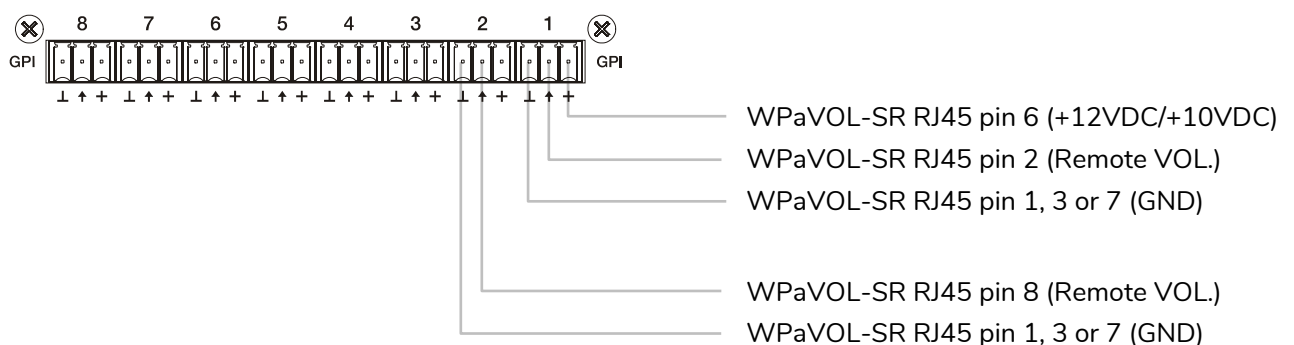 8 7 6 5 4 3 2 1
GPI GPI
⊥ ↑ + ⊥ ↑ + ⊥ ↑ + ⊥ ↑ + ⊥ ↑ + ⊥ ↑ + ⊥ ↑ + ⊥ ↑ +
WPaVOL-SR RJ45 pin 6 (+12VDC/+10VDC)
WPaVOL-SR RJ45 pin 2 (Remote VOL.)
WPaVOL-SR RJ45 pin 1, 3 or 7 (GND)
WPaVOL-SR RJ45 pin 8 (Remote VOL.)
WPaVOL-SR RJ45 pin 1, 3 or 7 (GND)